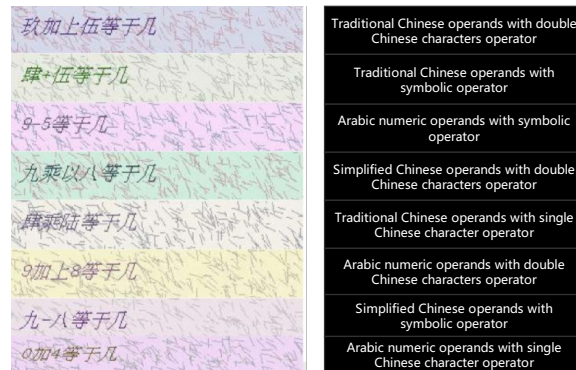 玖加上伍等于几
Traditional Chinese operands with double
Chinese characters operator
肆+伍等于几
Traditional Chinese operands with
symbolic operator
9-5等于几
Arabic numeric operands with symbolic
operator
九乘以八等于几
Simplified Chinese operands with double
Chinese characters operator
肆乘陆等于几
Traditional Chinese operands with single
Chinese character operator
9加上8等于几
Arabic numeric operands with double
Chinese characters operator
九-八等于几
Simplified Chinese operands with
symbolic operator
0加4等于几
Arabic numeric operands with single
Chinese character operator